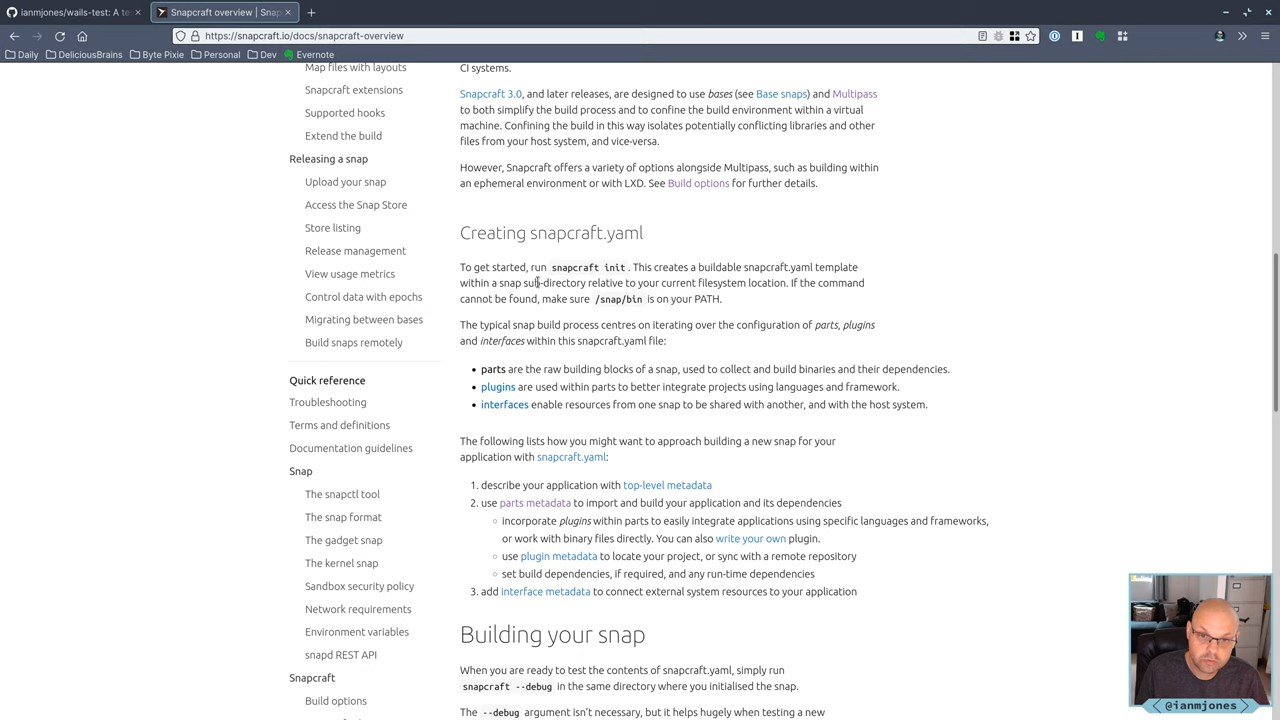 ianmjones/wails-test: A te
Snapcraft overview | Snap
https://snapcraft.io/docs/snapcraft-overview
Daily
DeliciousBrains
Byte Pixie
Personal
Dev
Evernote
Map files with layouts
Snapcraft extensions
Supported hooks
Extend the build
Releasing a snap
Upload your snap
Access the Snap Store
Store listing
Release management
View usage metrics
Control data with epochs
Migrating between bases
Build snaps remotely
Quick reference
Troubleshooting
Terms and definitions
Documentation guidelines
Snap
The snapctl tool
The snap format
The gadget snap
The kernel snap
Sandbox security policy
Network requirements
Environment variables
snapd REST API
Snapcraft
Build options
CI systems.
Snapcraft 3.0, and later releases, are designed to use bases (see Base snaps) and Multipass
to both simplify the build process and to confine the build environment within a virtual
machine. Confining the build in this way isolates potentially conflicting libraries and other
files from your host system, and vice-versa.
However, Snapcraft offers a variety of options alongside Multipass, such as building within
an ephemeral environment or with LXD. See Build options for further details.
Creating snapcraft.yaml
To get started, run snapcraft init. This creates a buildable snapcraft.yaml template
within a snap sub-directory relative to your current filesystem location. If the command
cannot be found, make sure /snap/bin is on your PATH.
The typical snap build process centres on iterating over the configuration of parts, plugins
and interfaces within this snapcraft.yaml file:
• parts are the raw building blocks of a snap, used to collect and build binaries and their dependencies.
• plugins are used within parts to better integrate projects using languages and framework.
• interfaces enable resources from one snap to be shared with another, and with the host system.
The following lists how you might want to approach building a new snap for your
application with snapcraft.yaml:
1. describe your application with top-level metadata
2. use parts metadata to import and build your application and its dependencies
◦ incorporate plugins within parts to easily integrate applications using specific languages and frameworks,
or work with binary files directly. You can also write your own plugin.
◦ use plugin metadata to locate your project, or sync with a remote repository
◦ set build dependencies, if required, and any run-time dependencies
3. add interface metadata to connect external system resources to your application
Building your snap
When you are ready to test the contents of snapcraft.yaml, simply run
snapcraft --debug in the same directory where you initialised the snap.
The --debug argument isn't necessary, but it helps hugely when testing a new
@ianmjones